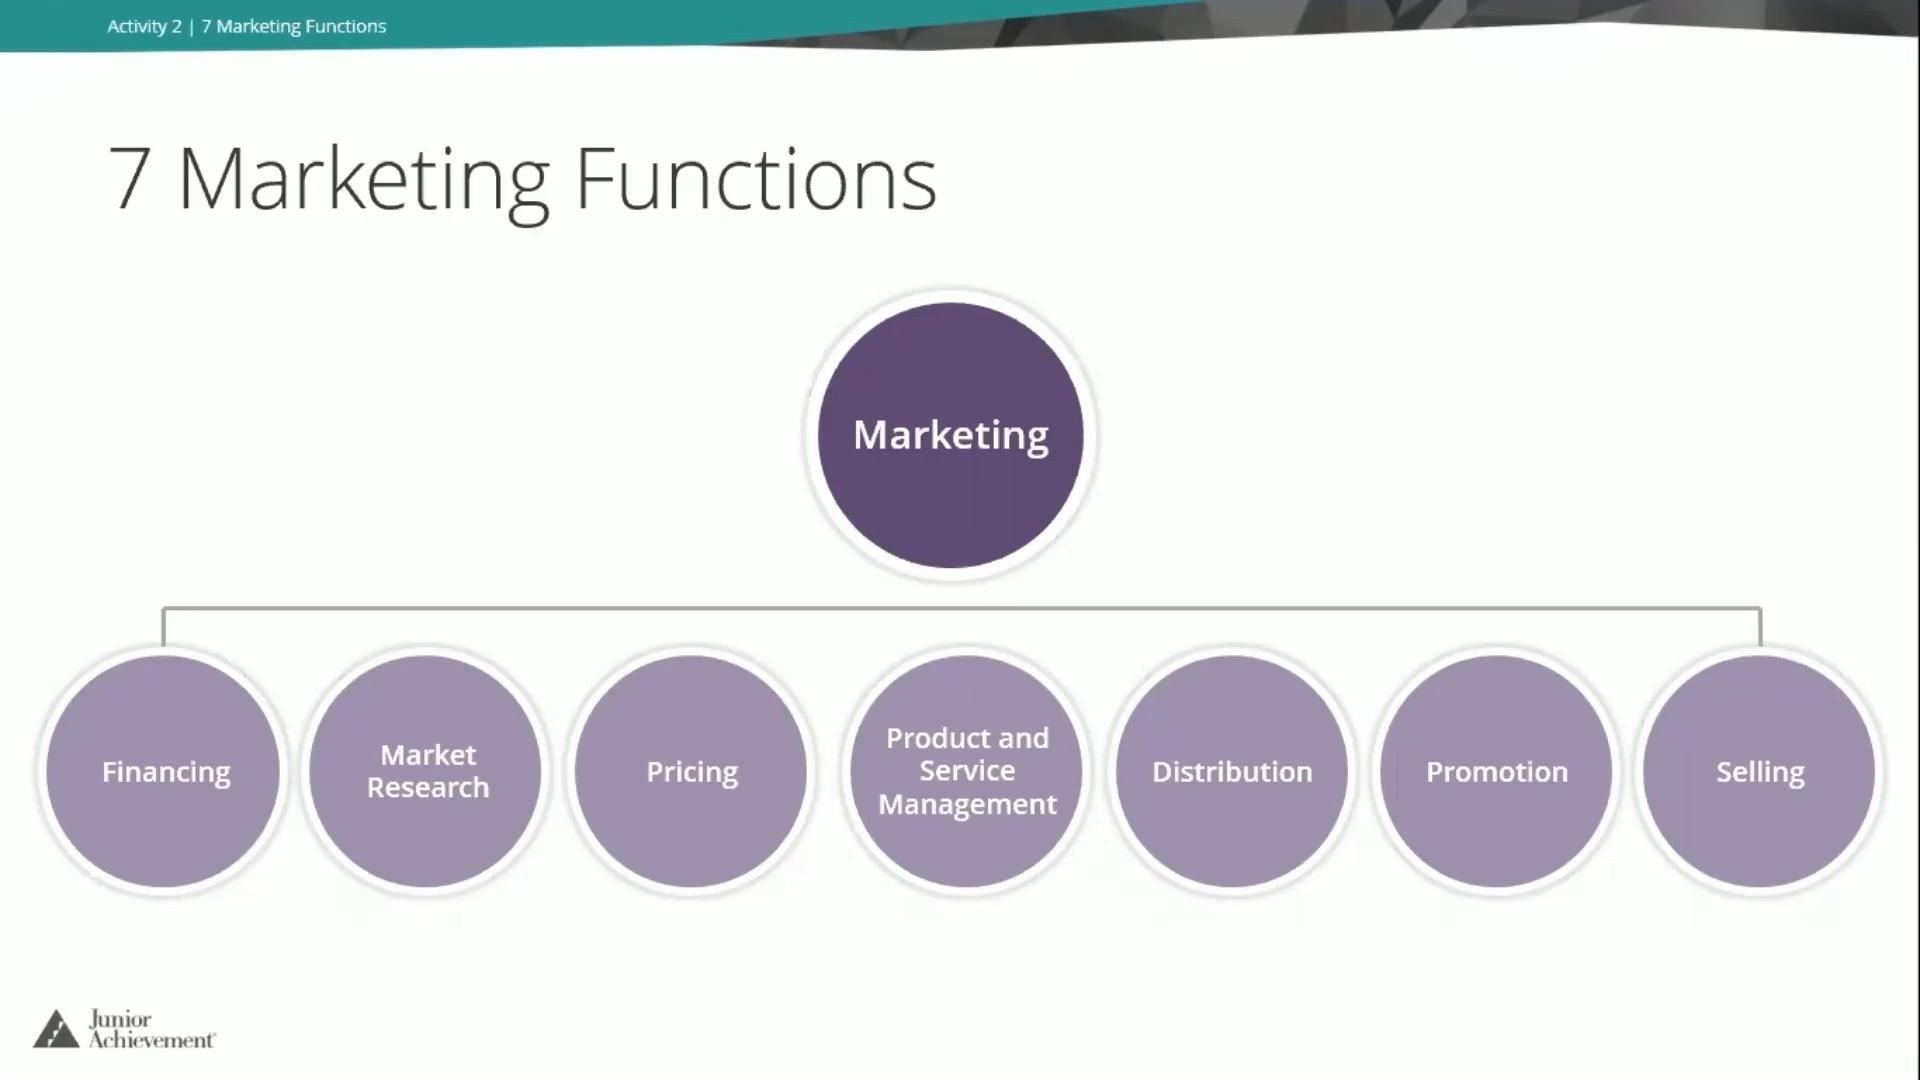 Activity 2 | 7 Marketing Functions
7 Marketing Functions
Marketing
Financing
Market
Research
Pricing
Product and
Service
Management
Distribution
Promotion
Selling
Junior
Achievement